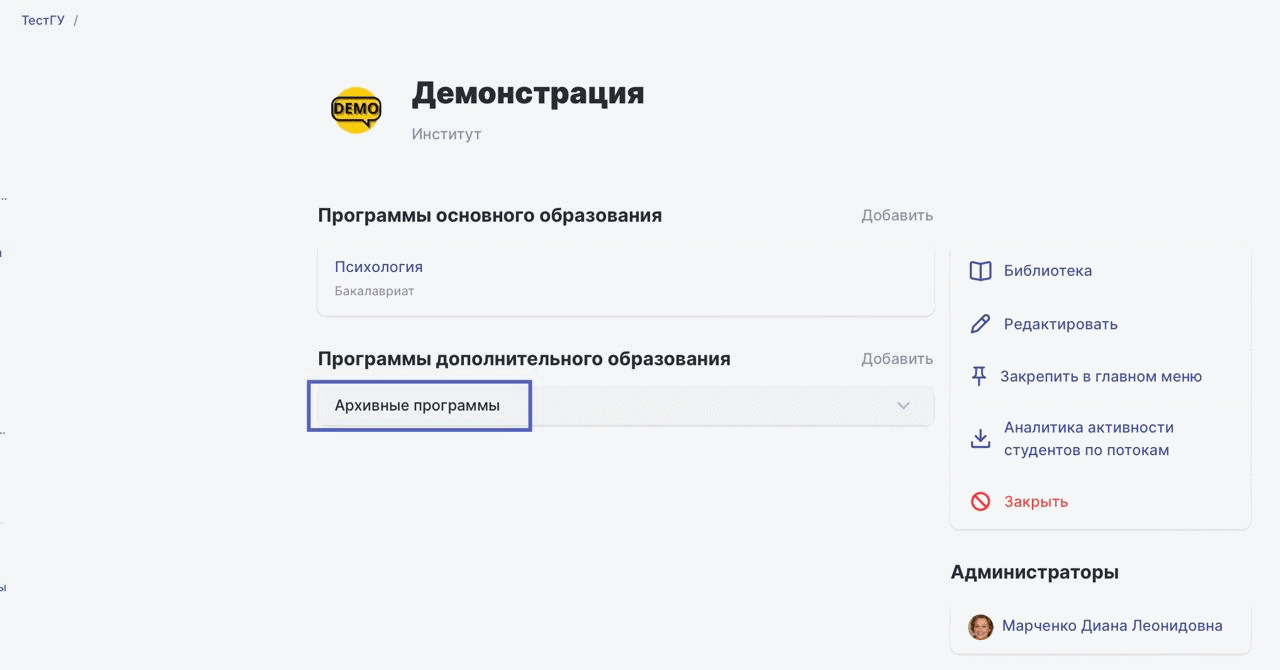 ТестГУ /
DEMO
Демонстрация
Институт
Программы основного образования
Добавить
Психология
Бакалавриат
Программы дополнительного образования
Добавить
Архивные программы
Библиотека
Редактировать
Закрепить в главном меню
Аналитика активности
студентов по потокам
Закрыть
Администраторы
Марченко Диана Леонидовна